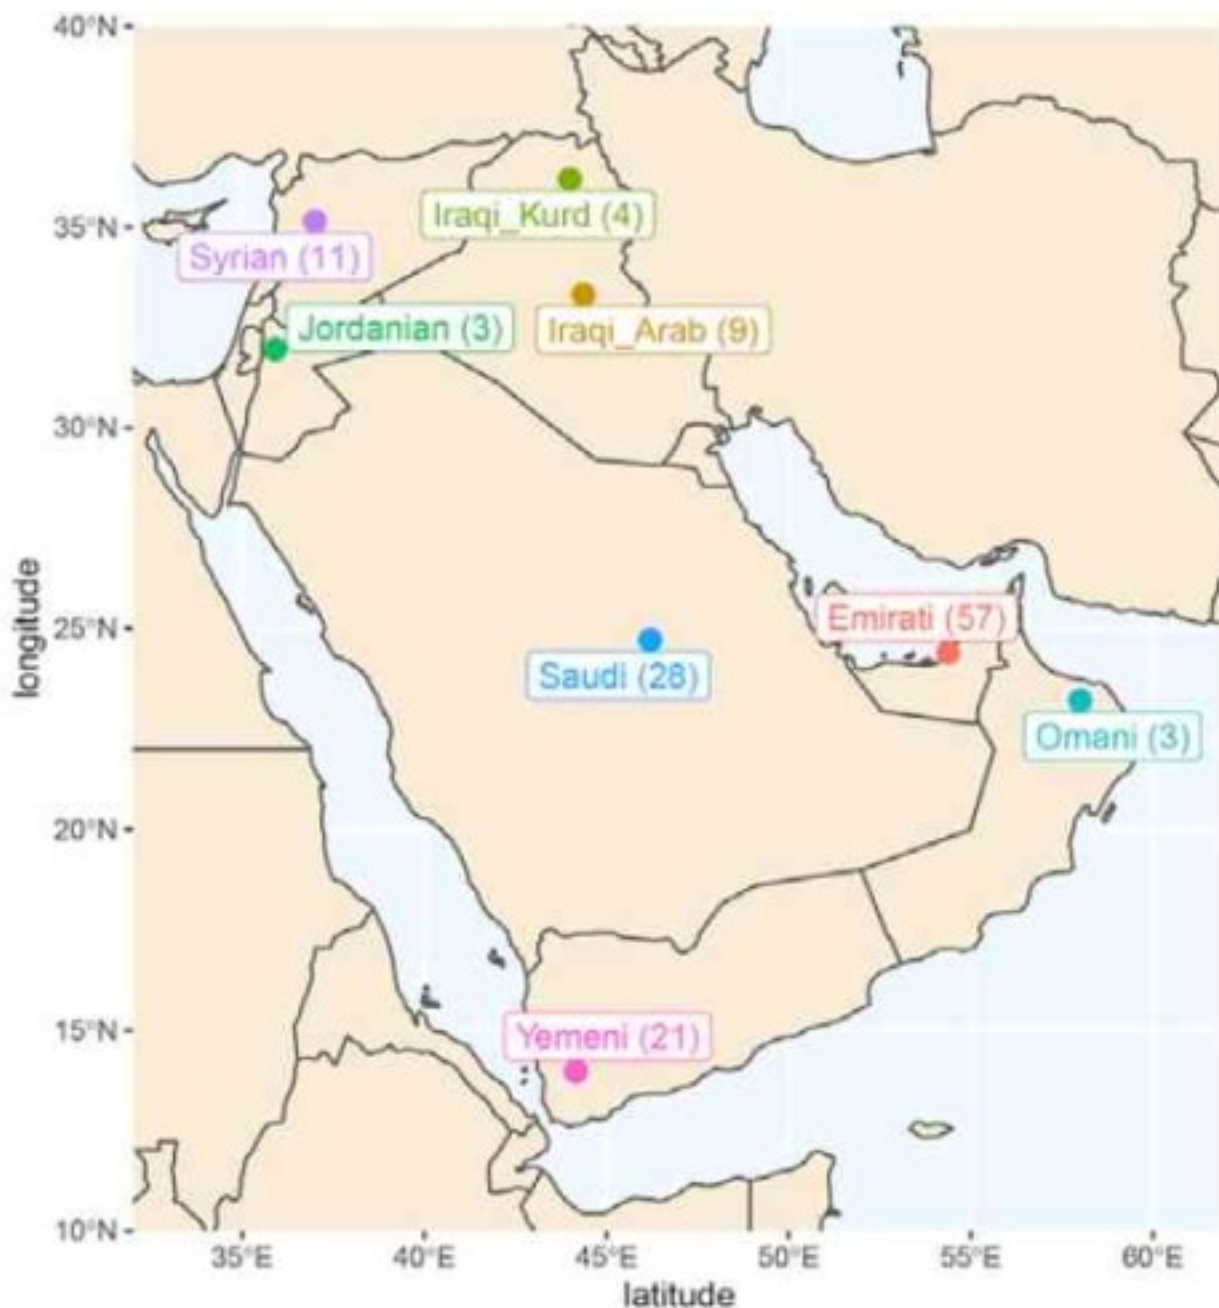 40°N
Iraqi_Kurd (4)
35°N
Syrian (11)
Jordanian (3)
Iraqi_Arab (9)
30°N
longitude
25°N
Emirati (57)
Saudi (28)
Omani (3)
20°N
15°N
Yemeni (21)
10°N
35°E 40°E 45°E 50°E 55°E 60°E
latitude